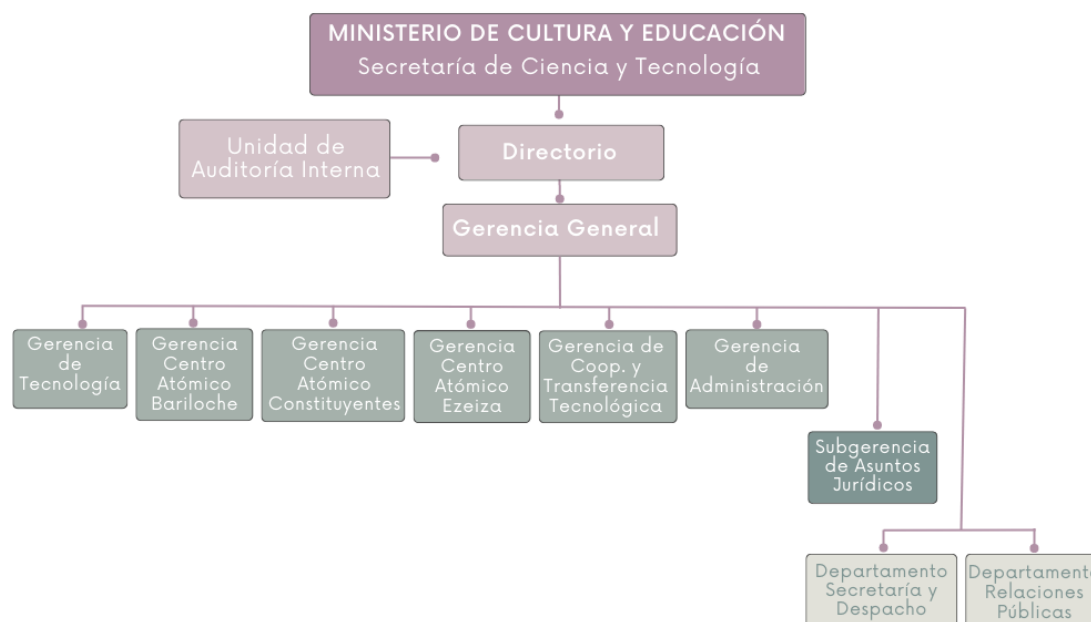 MINISTERIO DE CULTURA Y EDUCACIÓN
Secretaría de Ciencia y Tecnología
Unidad de
Auditoría Interna
Directorio
Gerencia General
Gerencia
de
Tecnología
Gerencia
Centro
Atómico
Bariloche
Gerencia
Centro
Atómico
Constituyentes
Gerencia
Centro
Atómico
Ezeiza
Gerencia de
Coop. y
Transferencia
Tecnológica
Gerencia
de
Administración
Subgerencia
de Asuntos
Jurídicos
Departamento
Secretaría y
Despacho
Departamento
Relaciones
Públicas